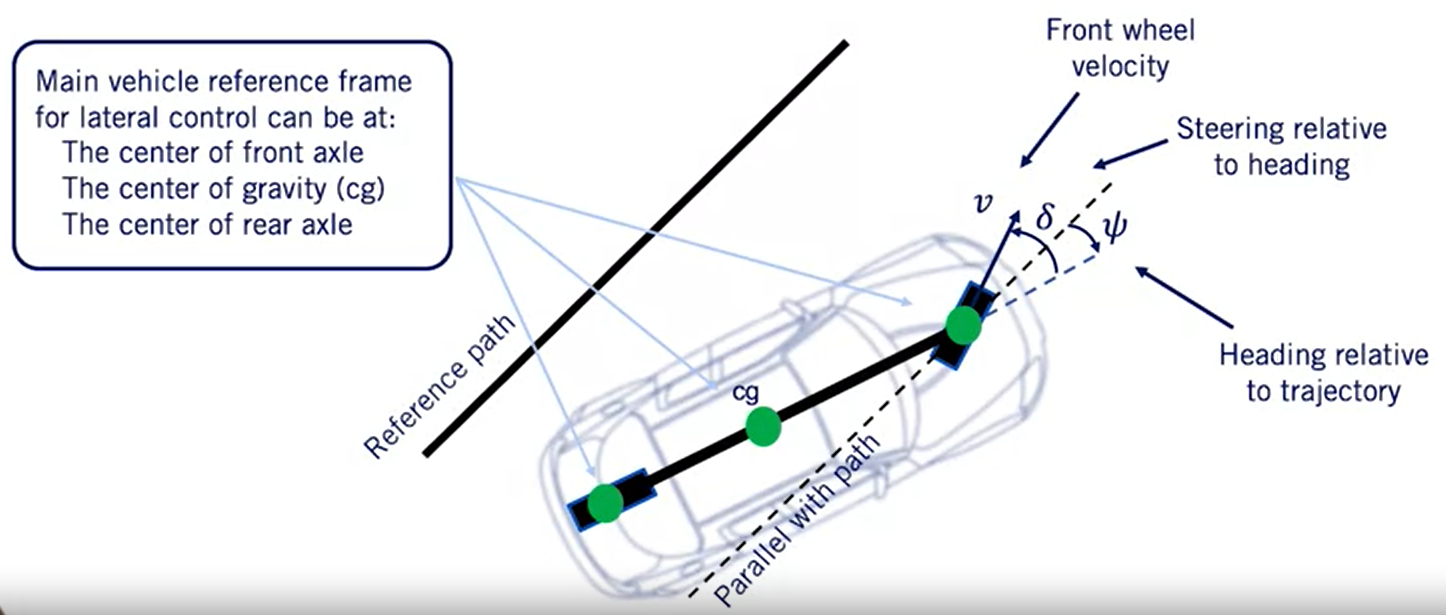 Main vehicle reference frame
for lateral control can be at:
The center of front axle
The center of gravity (cg)
The center of rear axle
Front wheel
velocity
Steering relative
to heading
v
δ
ψ
Heading relative
to trajectory
Reference path
cg
Parallel with path